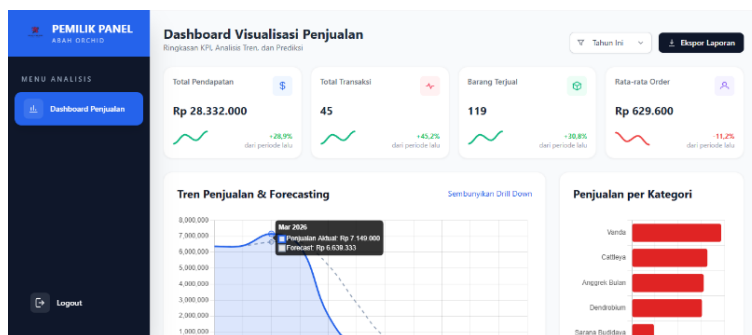 PEMILIK PANEL
ABAH ORCHID
MENU ANALISIS
Dashboard Penjualan
Logout
Dashboard Visualisasi Penjualan
Ringkasan KPI, Analisis Tren, dan Prediksi
Tahun Ini
Ekspor Laporan
Total Pendapatan
$
Rp 28.332.000
+28,9%
dari periode lalu
Total Transaksi
45
+45,2%
dari periode lalu
Barang Terjual
119
+30,8%
dari periode lalu
Rata-rata Order
Rp 629.600
-11,2%
dari periode lalu
Tren Penjualan & Forecasting
Sembunyikan Drill Down
8,000,000
7,000,000
6,000,000
5,000,000
4,000,000
3,000,000
2,000,000
1,000,000
Mar 2026
Penjualan Aktual: Rp 7.149.000
Forecast: Rp 6.639.333
Penjualan per Kategori
Vanda
Cattleya
Anggrek Bulan
Dendrobium
Sarana Budidaya